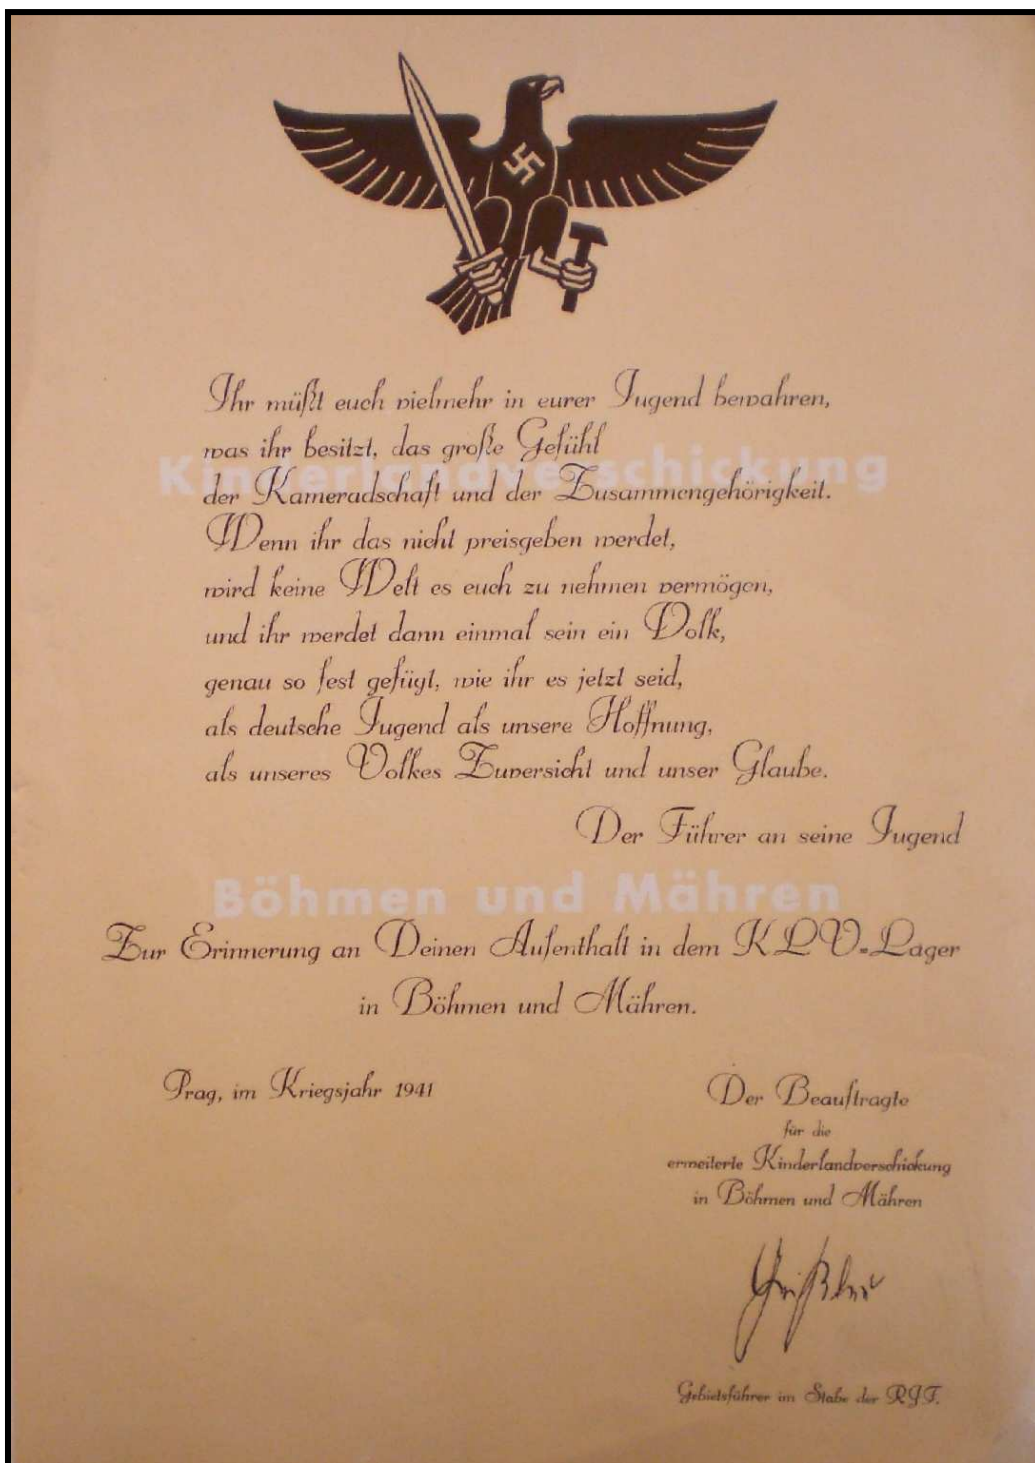 Ihr müßt euch vielmehr in eurer Jugend bewahren,
was ihr besitzt, das große Gefühl
Kinderlandverschickung
der Kameradschaft und der Zusammengehörigkeit.
Wenn ihr das nicht preisgeben werdet,
wird keine Welt es euch zu nehmen vermögen,
und ihr werdet dann einmal sein ein Volk,
genau so fest gefügt, wie ihr es jetzt seid,
als deutsche Jugend als unsere Hoffnung,
als unseres Volkes Zuversicht und unser Glaube.
Der Führer an seine Jugend
Böhmen und Mähren
Zur Erinnerung an Deinen Aufenthalt in dem KLV=Lager
in Böhmen und Mähren.
Prag, im Kriegsjahr 1941
Der Beauftragte
für die
erweiterte Kinderlandverschickung
in Böhmen und Mähren
Gebietsführer im Stabe der RJF.